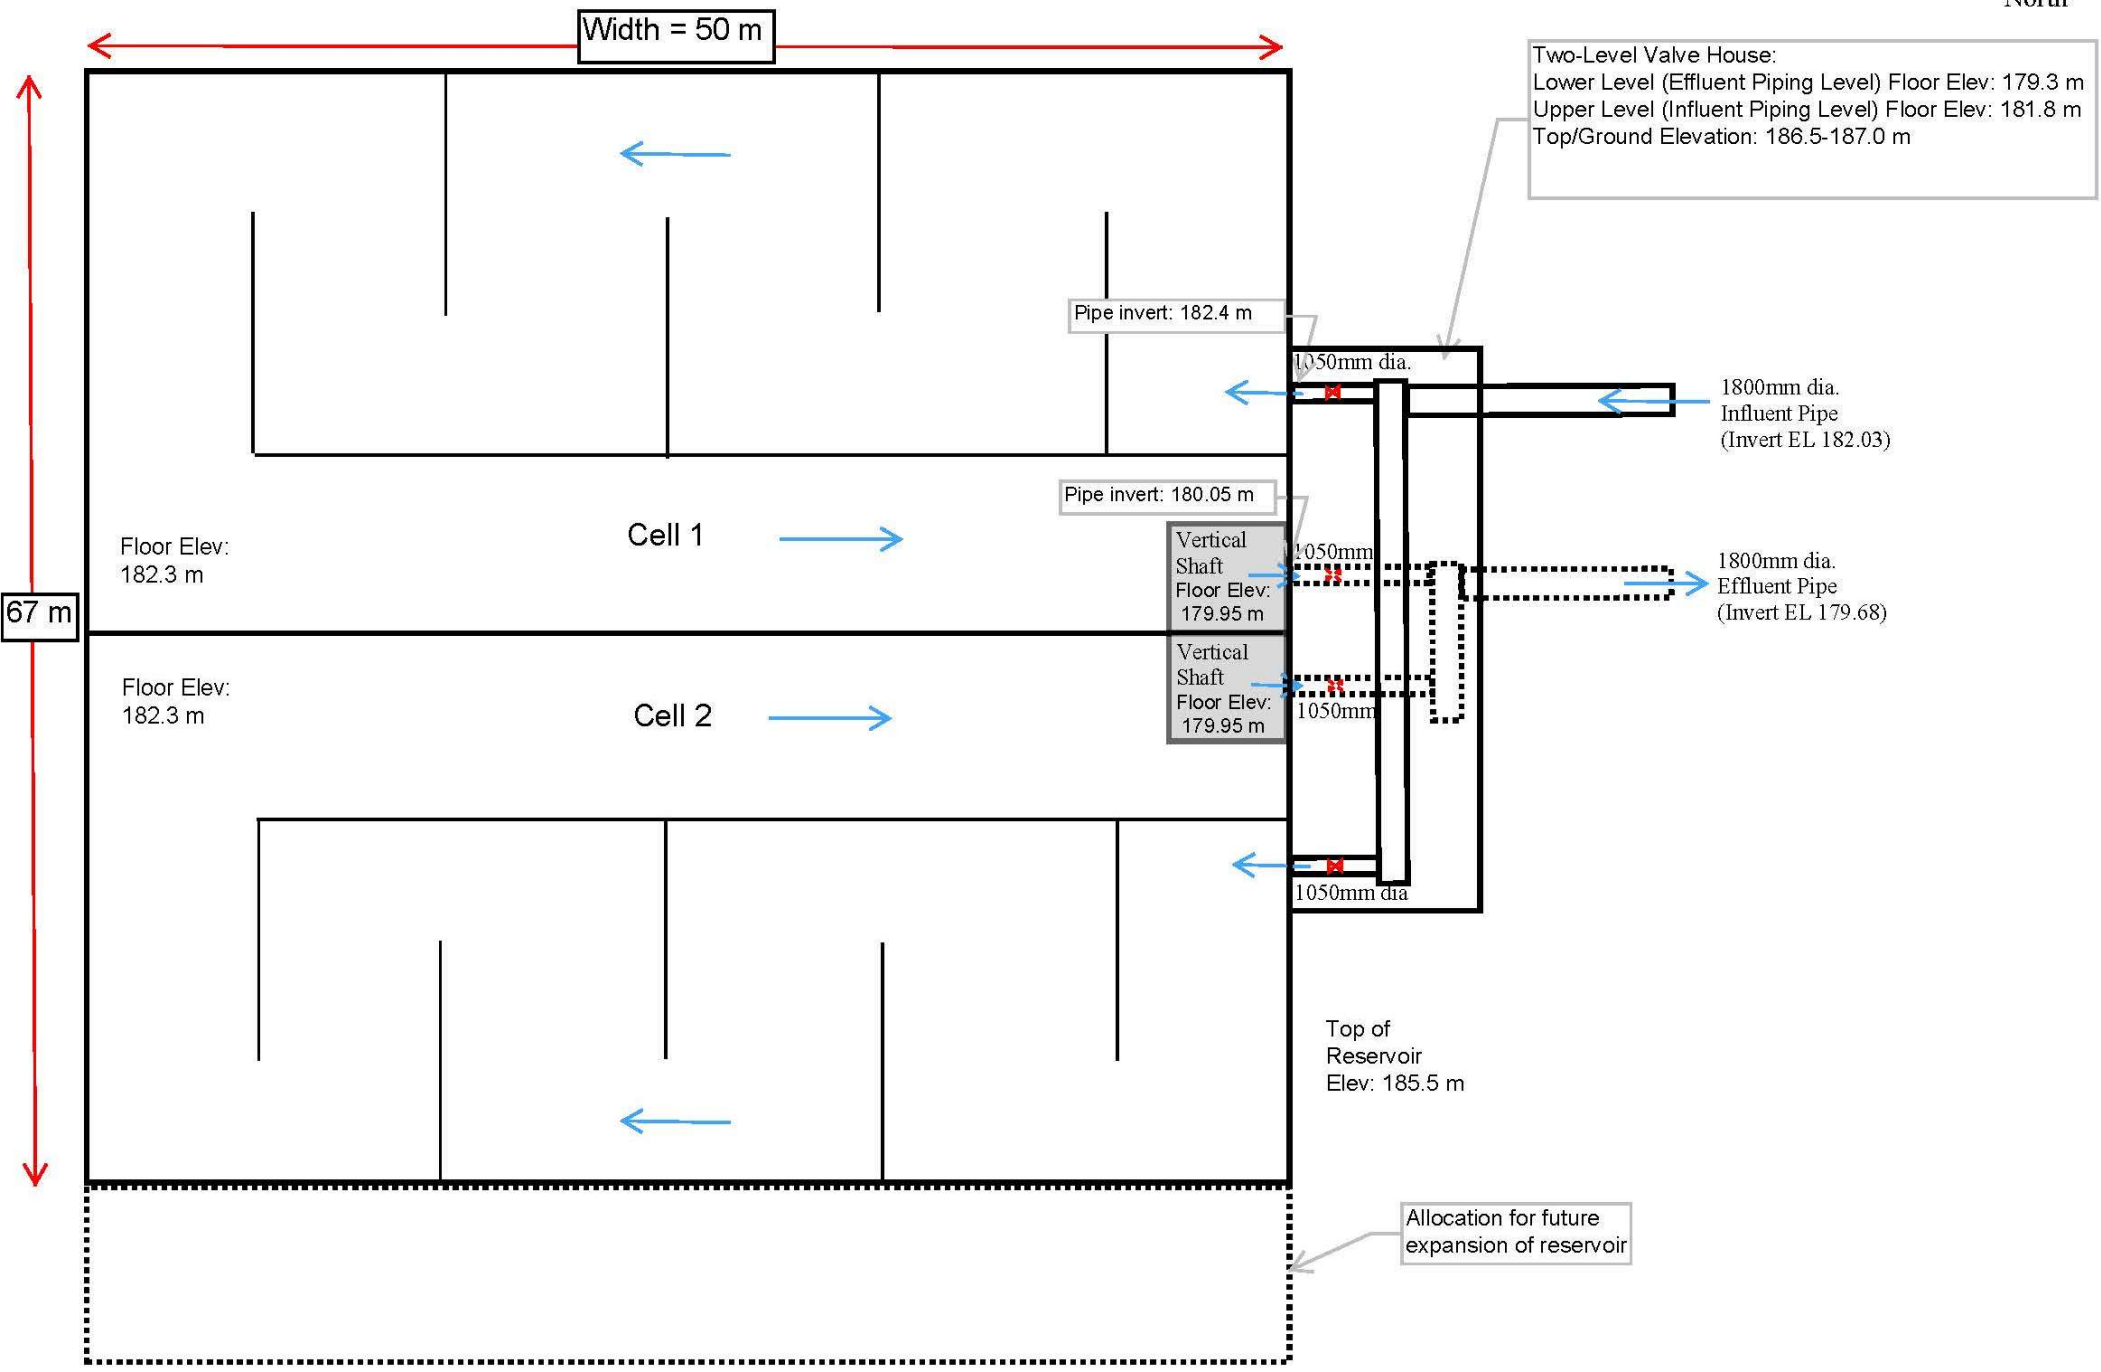 North
Width = 50 m
Two-Level Valve House:
Lower Level (Effluent Piping Level) Floor Elev: 179.3 m
Upper Level (Influent Piping Level) Floor Elev: 181.8 m
Top/Ground Elevation: 186.5-187.0 m
Pipe invert: 182.4 m
1050mm dia.
1800mm dia.
Influent Pipe
(Invert EL 182.03)
Pipe invert: 180.05 m
Cell 1
Floor Elev:
182.3 m
Vertical
Shaft
Floor Elev:
179.95 m
1050mm
1800mm dia.
Effluent Pipe
(Invert EL 179.68)
67 m
Floor Elev:
182.3 m
Cell 2
Vertical
Shaft
Floor Elev:
179.95 m
1050mm
1050mm dia
Top of
Reservoir
Elev: 185.5 m
Allocation for future
expansion of reservoir